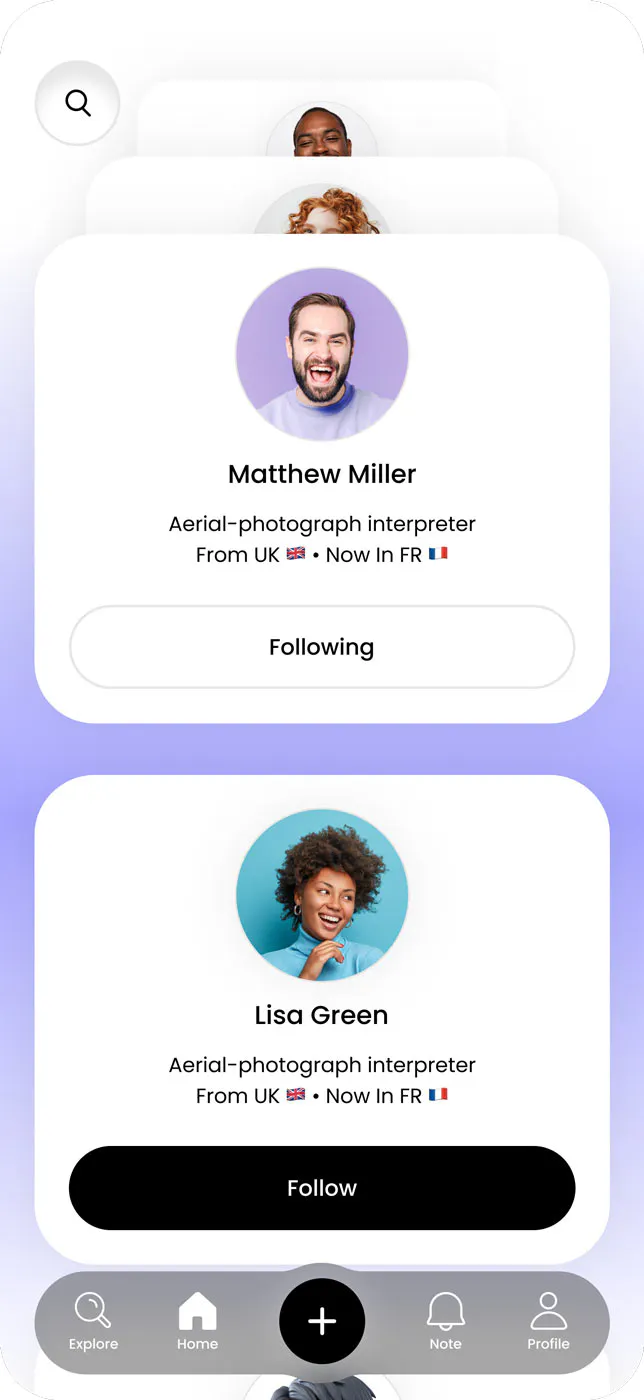 Matthew Miller
Aerial-photograph interpreter
From UK 🇬🇧 • Now In FR 🇫🇷
Following
Lisa Green
Aerial-photograph interpreter
From UK 🇬🇧 • Now In FR 🇫🇷
Follow
Explore Home Note Profile